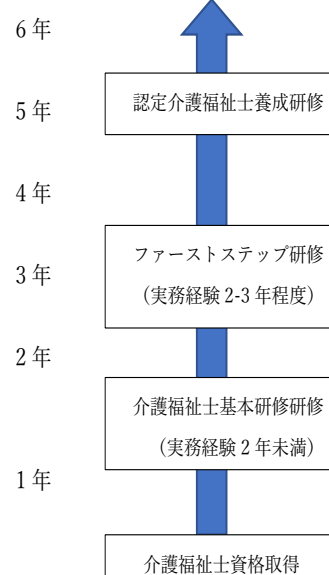 6年
認定介護福祉士養成研修
5年
4年
ファーストステップ研修
（実務経験 2-3 年程度）
3年
2年
介護福祉士基本研修研修
（実務経験 2 年未満）
1年
介護福祉士資格取得